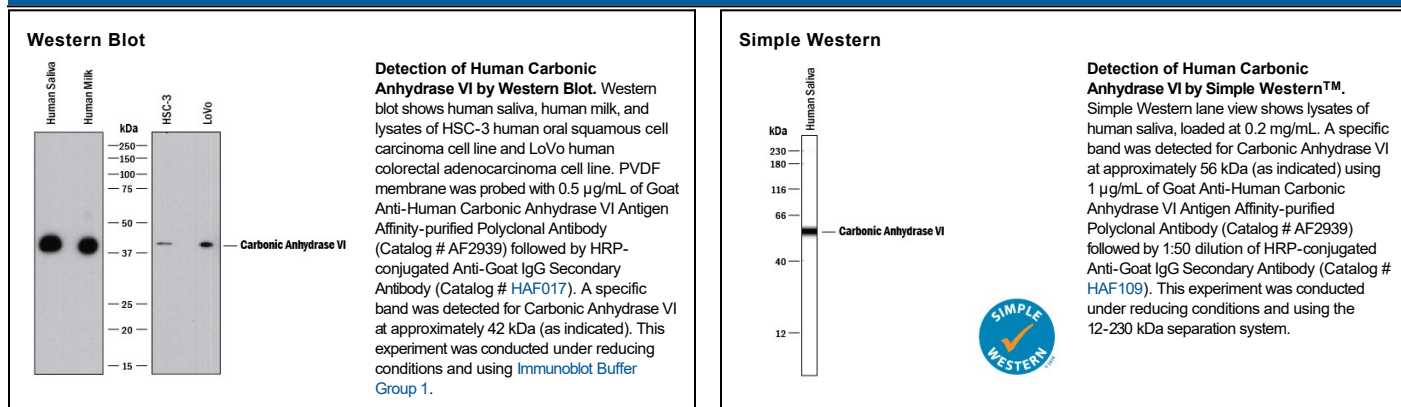 Western Blot
Human Saliva
Human Milk
HSC-3
LoVo
kDa
250
150
100
75
50
37
25
20
15
Carbonic Anhydrase VI
Detection of Human Carbonic
Anhydrase VI by Western Blot. Western
blot shows human saliva, human milk, and
lysates of HSC-3 human oral squamous cell
carcinoma cell line and LoVo human
colorectal adenocarcinoma cell line. PVDF
membrane was probed with 0.5 µg/mL of Goat
Anti-Human Carbonic Anhydrase VI Antigen
Affinity-purified Polyclonal Antibody
(Catalog # AF2939) followed by HRP-
conjugated Anti-Goat IgG Secondary
Antibody (Catalog # HAF017). A specific
band was detected for Carbonic Anhydrase VI
at approximately 42 kDa (as indicated). This
experiment was conducted under reducing
conditions and using Immunoblot Buffer
Group 1.
Simple Western
Human Saliva
kDa
230
180
116
66
40
12
Carbonic Anhydrase VI
SIMPLE
WESTERN
Detection of Human Carbonic
Anhydrase VI by Simple Western™.
Simple Western lane view shows lysates of
human saliva, loaded at 0.2 mg/mL. A specific
band was detected for Carbonic Anhydrase VI
at approximately 56 kDa (as indicated) using
1 µg/mL of Goat Anti-Human Carbonic
Anhydrase VI Antigen Affinity-purified
Polyclonal Antibody (Catalog # AF2939)
followed by 1:50 dilution of HRP-conjugated
Anti-Goat IgG Secondary Antibody (Catalog #
HAF109). This experiment was conducted
under reducing conditions and using the
12-230 kDa separation system.